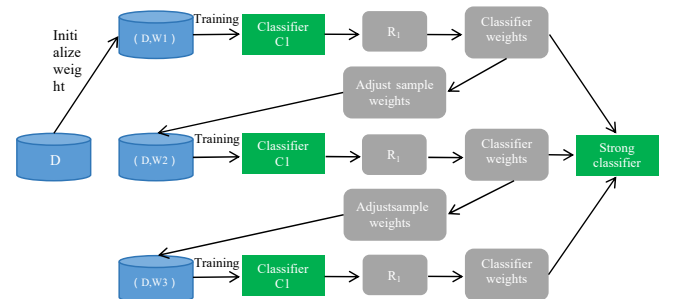 Initi
alize
weig
ht
( D,W1 )
Training
Classifier
C1
R₁
Classifier
weights
Adjust sample
weights
D
( D,W2 )
Training
Classifier
C1
R₁
Classifier
weights
Strong
classifier
Adjustsample
weights
( D,W3 )
Training
Classifier
C1
R₁
Classifier
weights